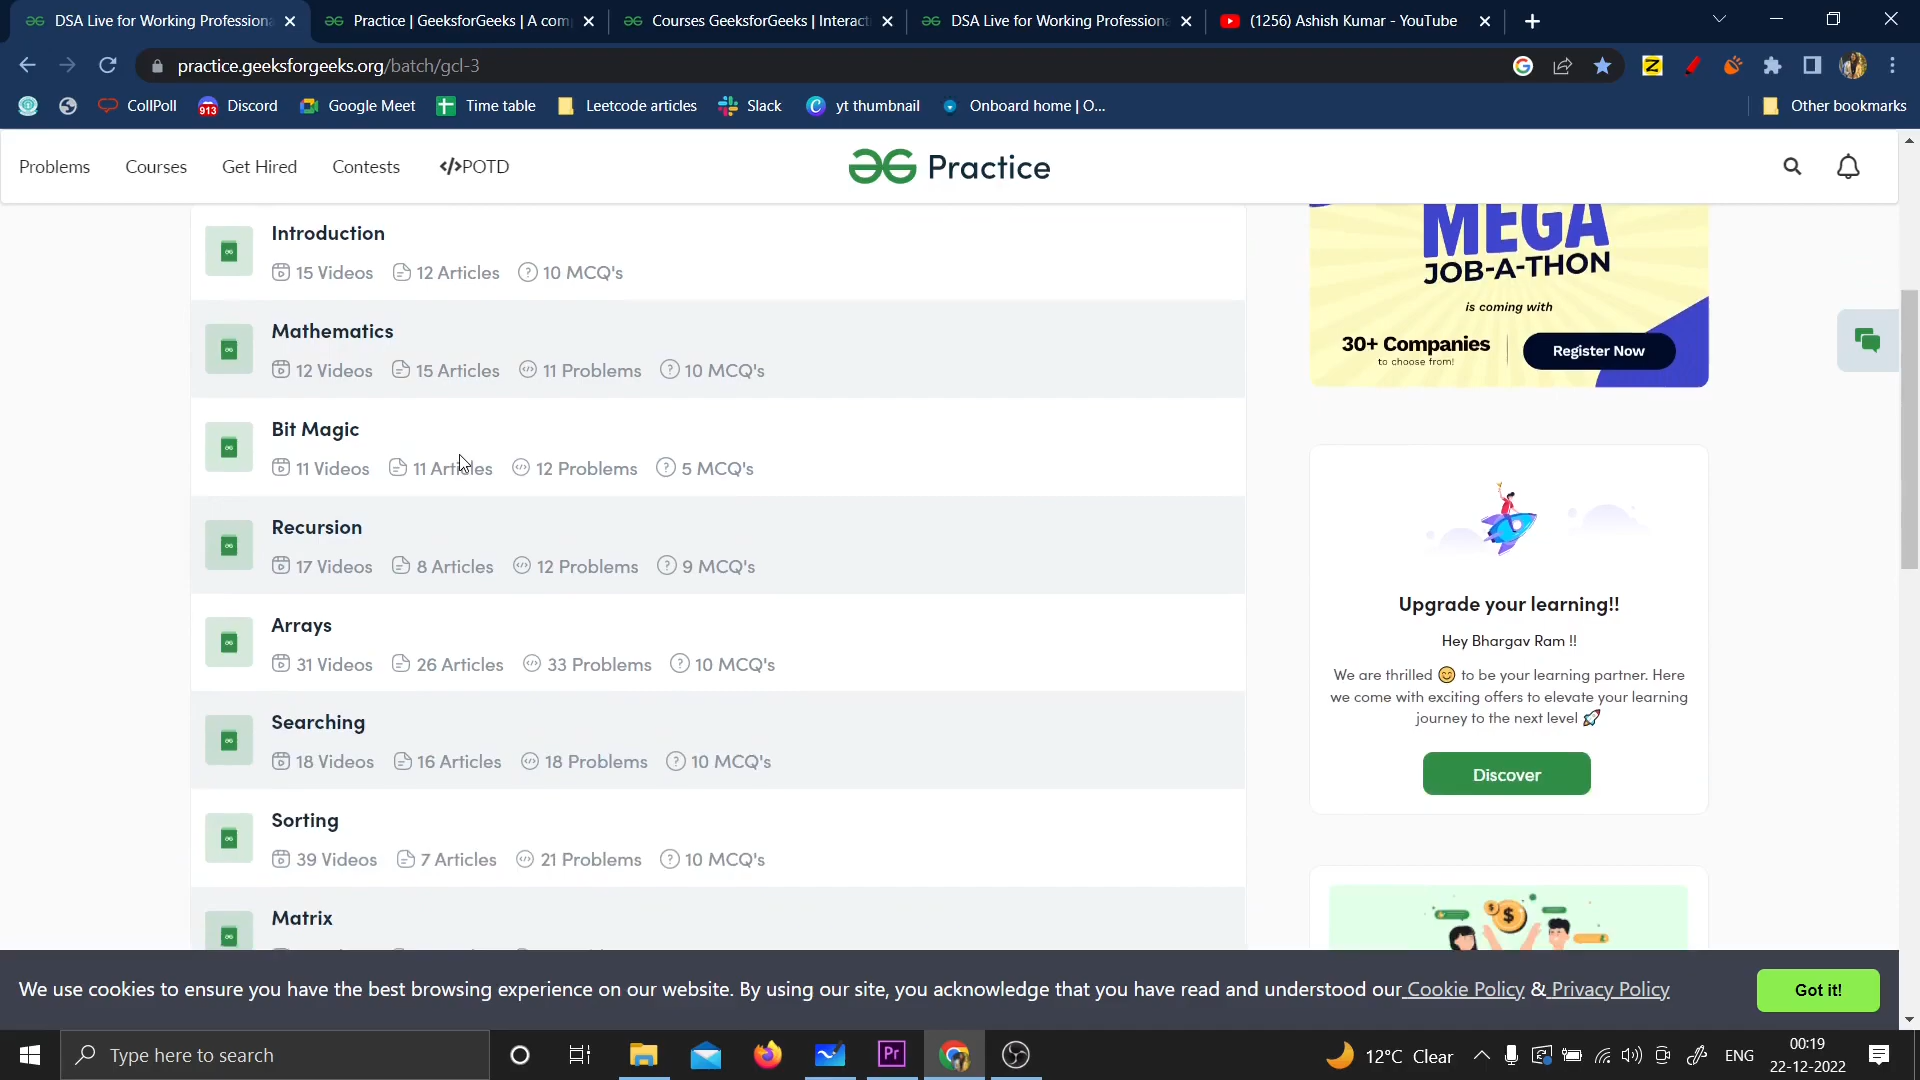 DSA Live for Working Professiona
Practice | GeeksforGeeks | A com
Courses GeeksforGeeks | Interact
DSA Live for Working Professiona
(1256) Ashish Kumar - YouTube
practice.geeksforgeeks.org/batch/gcl-3
CollPoll
913
Discord
Google Meet
Time table
Leetcode articles
Slack
yt thumbnail
Onboard home | O...
Other bookmarks
Problems
Courses
Get Hired
Contests
</>POTD
Practice
Introduction
15 Videos 12 Articles 10 MCQ's
Mathematics
12 Videos 15 Articles 11 Problems 10 MCQ's
Bit Magic
11 Videos 11 Articles 12 Problems 5 MCQ's
Recursion
17 Videos 8 Articles 12 Problems 9 MCQ's
Arrays
31 Videos 26 Articles 33 Problems 10 MCQ's
Searching
18 Videos 16 Articles 18 Problems 10 MCQ's
Sorting
39 Videos 7 Articles 21 Problems 10 MCQ's
Matrix
MEGA
JOB-A-THON
is coming with
30+ Companies
to choose from!
Register Now
Upgrade your learning!!
Hey Bhargav Ram !!
We are thrilled 😊 to be your learning partner. Here
we come with exciting offers to elevate your learning
journey to the next level 🚀
Discover
We use cookies to ensure you have the best browsing experience on our website. By using our site, you acknowledge that you have read and understood our Cookie Policy & Privacy Policy
Got it!
Type here to search
Pr
12°C Clear
ENG
00:19
22-12-2022